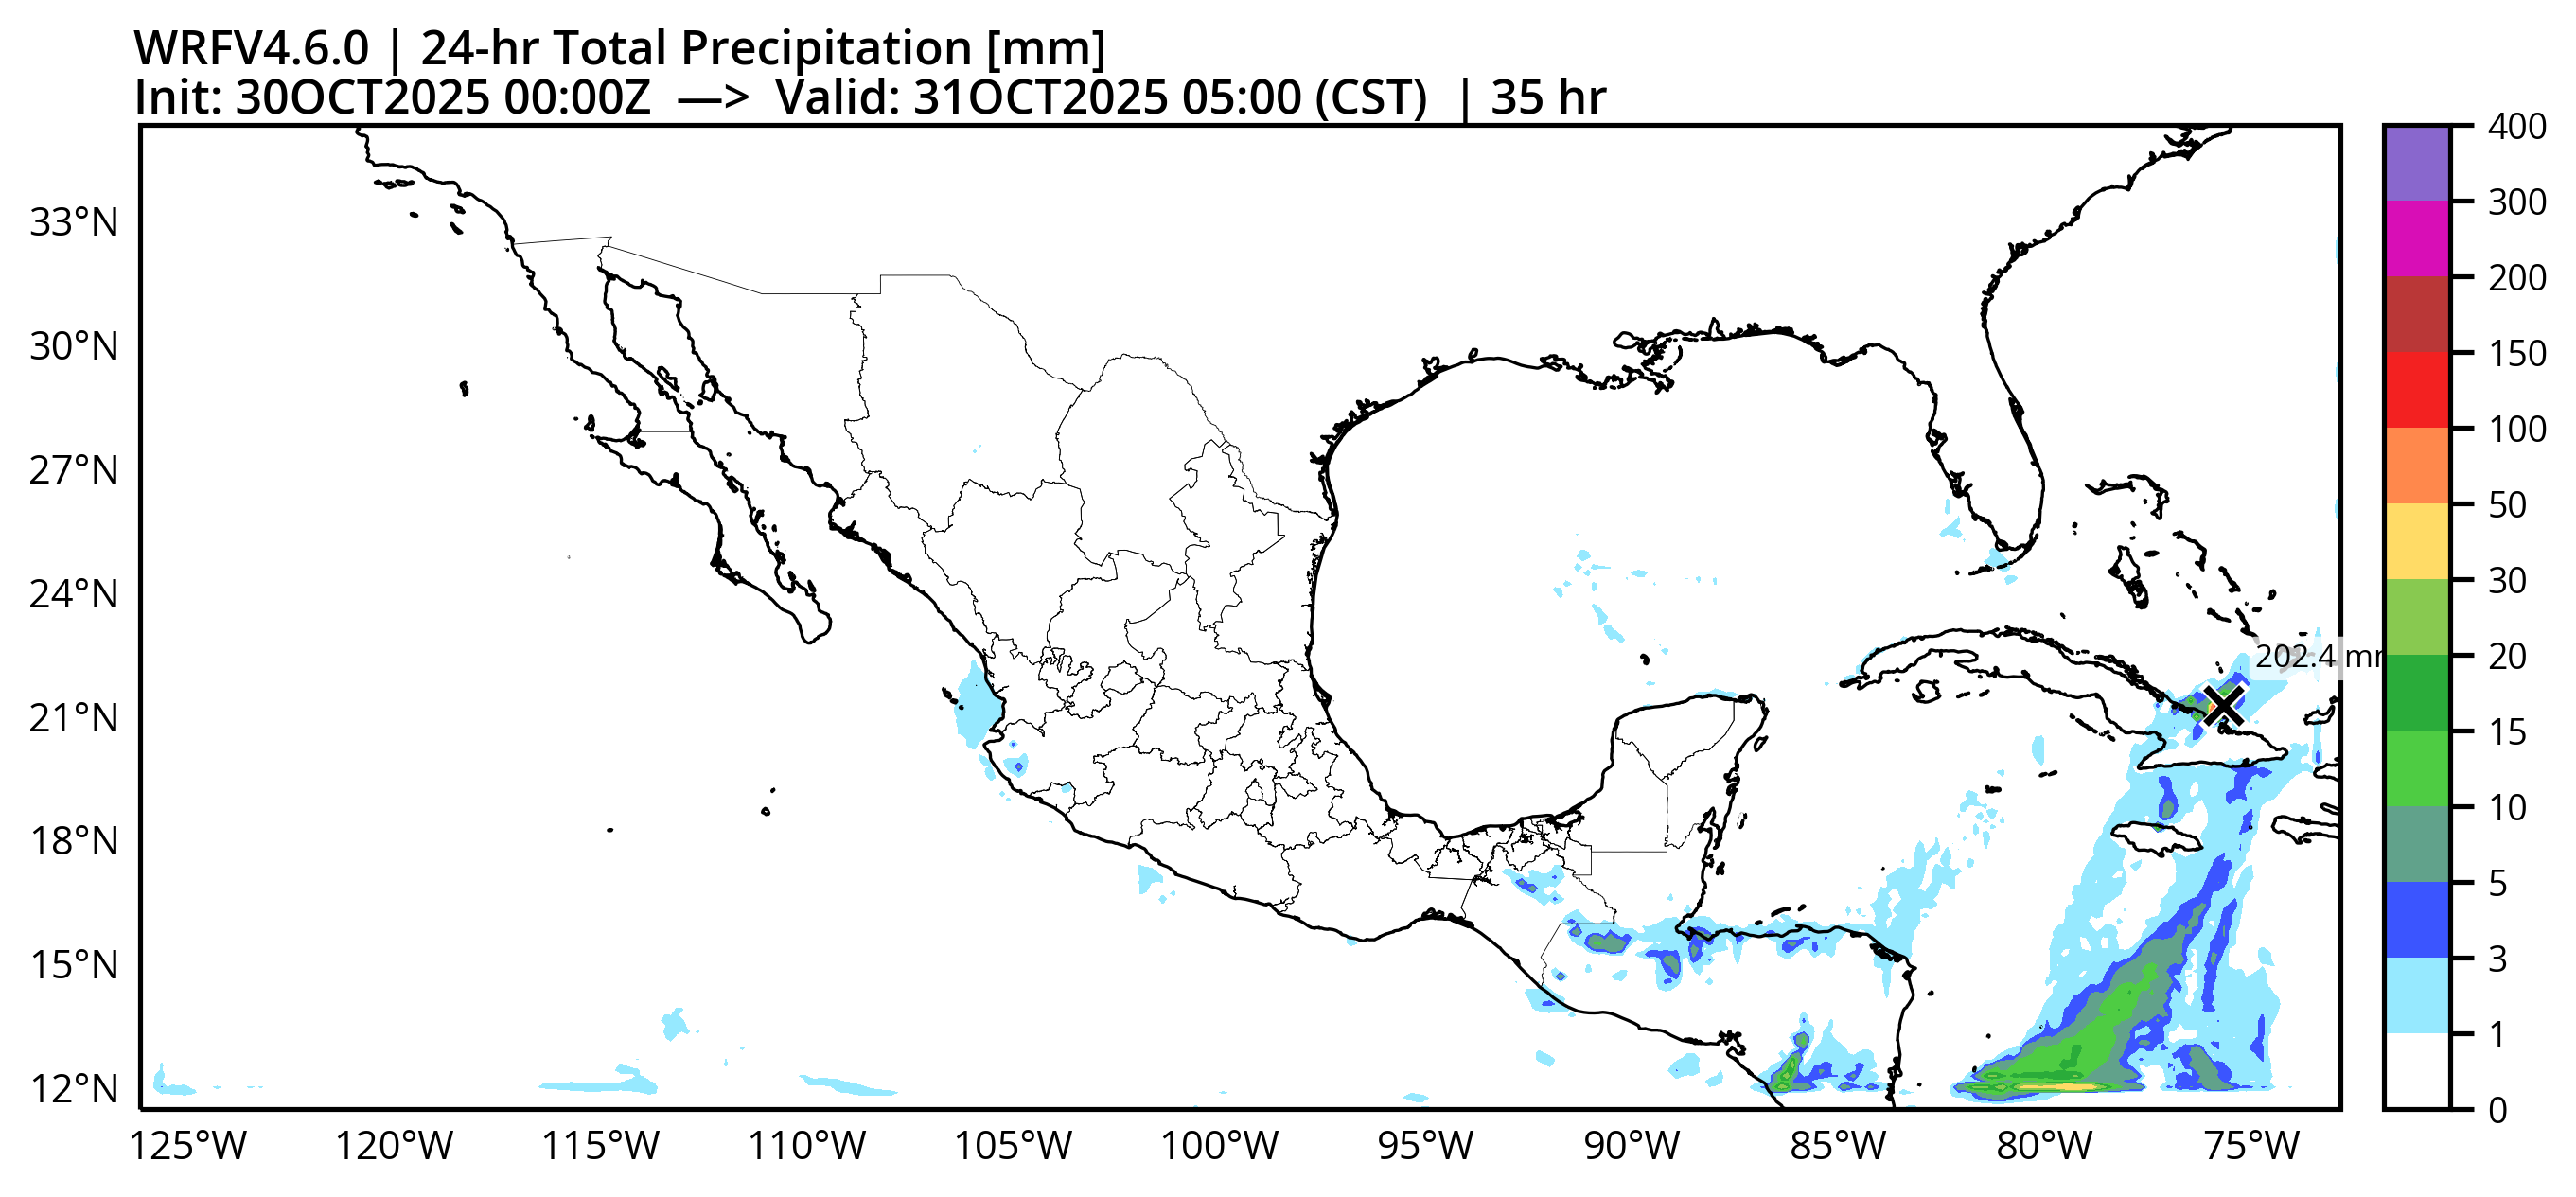 WRFV4.6.0 | 24-hr Total Precipitation [mm]
Init: 30OCT2025 00:00Z —> Valid: 31OCT2025 05:00 (CST) | 35 hr
33°N
30°N
27°N
24°N
21°N
18°N
15°N
12°N
125°W 120°W 115°W 110°W 105°W 100°W 95°W 90°W 85°W 80°W 75°W
202.4 m
400
300
200
150
100
50
30
20
15
10
5
3
1
0